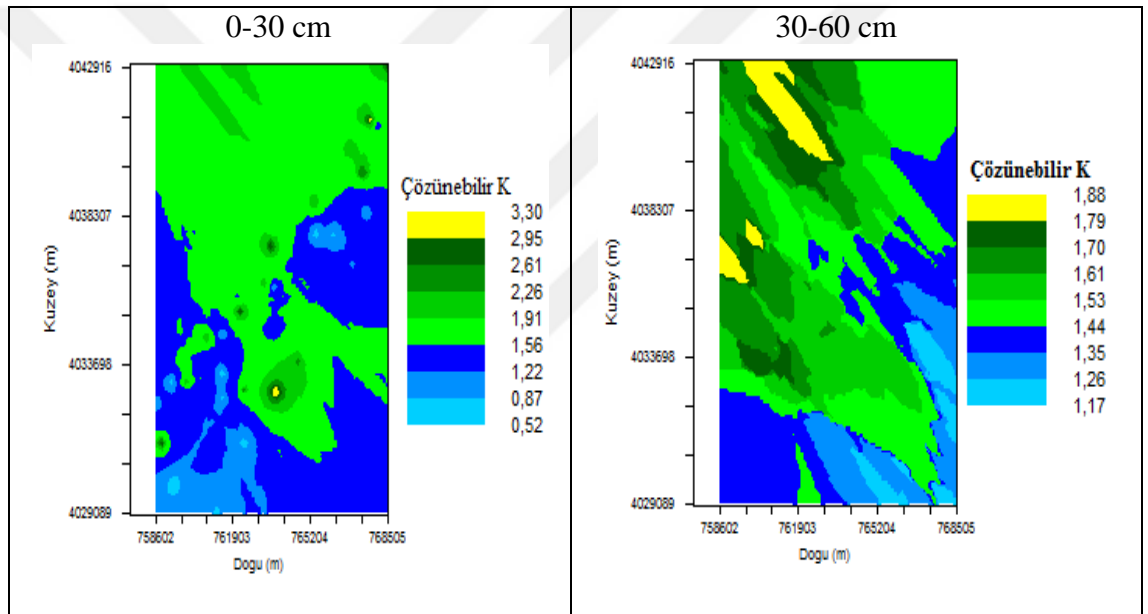 0-30 cm
4042916
4038307
4033698
4029089
Kuzey (m)
758602 761903 765204 768505
Dogu (m)
Çözünebilir K
3,30
2,95
2,61
2,26
1,91
1,56
1,22
0,87
0,52
30-60 cm
4042916
4038307
4033698
4029089
Kuzey (m)
758602 761903 765204 768505
Dogu (m)
Çözünebilir K
1,88
1,79
1,70
1,61
1,53
1,44
1,35
1,26
1,17